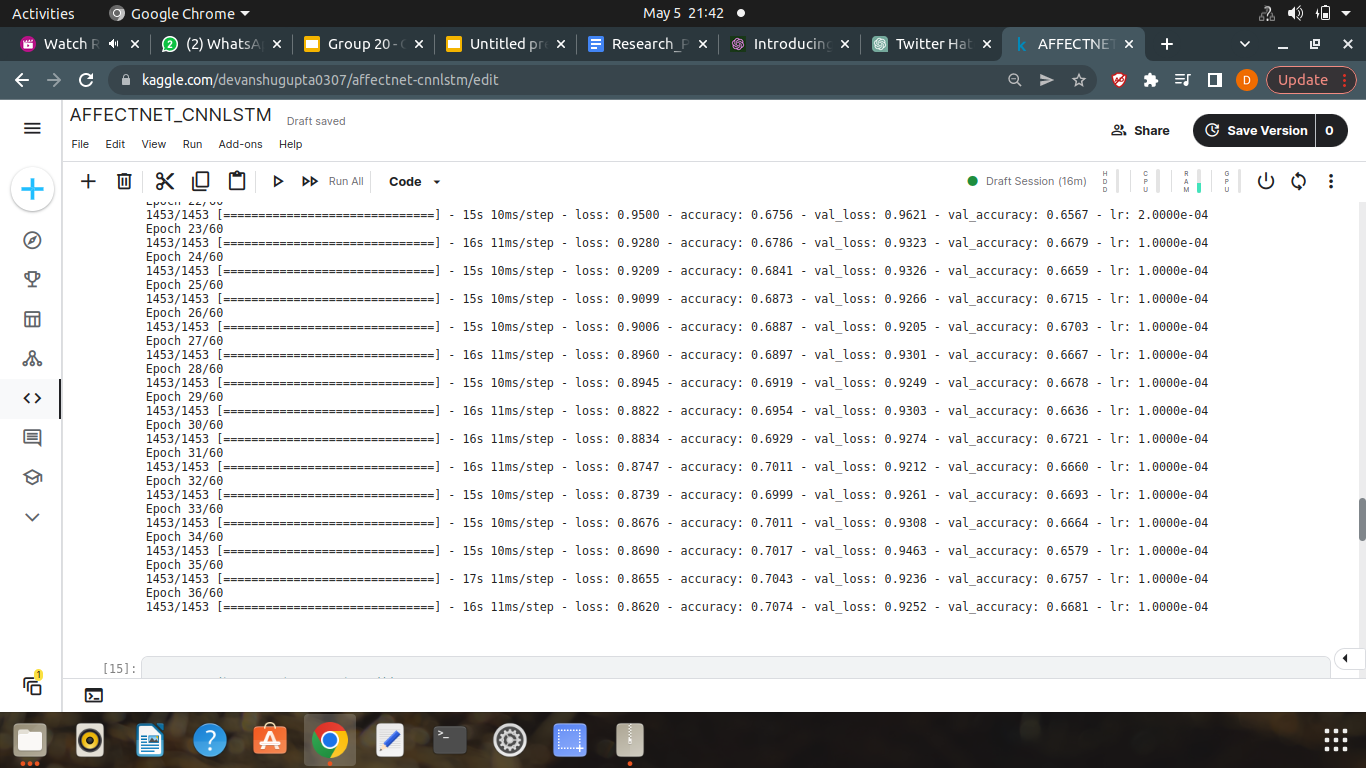 Activities Google Chrome May 5 21:42
Watch R (2) WhatsA Group 20 - C Untitled pr Research_P Introducing Twitter Hat AFFECTNET
kaggle.com/devanshugupta0307/affectnet-cnnlstm/edit D Update
AFFECTNET_CNNLSTM Draft saved
Share Save Version 0
File Edit View Run Add-ons Help
Run All Code Draft Session (16m) HDD CPU RAM GPU
Epoch 22/60
1453/1453 [==============================] - 15s 10ms/step - loss: 0.9500 - accuracy: 0.6756 - val_loss: 0.9621 - val_accuracy: 0.6567 - lr: 2.0000e-04
Epoch 23/60
1453/1453 [==============================] - 16s 11ms/step - loss: 0.9280 - accuracy: 0.6786 - val_loss: 0.9323 - val_accuracy: 0.6679 - lr: 1.0000e-04
Epoch 24/60
1453/1453 [==============================] - 15s 10ms/step - loss: 0.9209 - accuracy: 0.6841 - val_loss: 0.9326 - val_accuracy: 0.6659 - lr: 1.0000e-04
Epoch 25/60
1453/1453 [==============================] - 15s 10ms/step - loss: 0.9099 - accuracy: 0.6873 - val_loss: 0.9266 - val_accuracy: 0.6715 - lr: 1.0000e-04
Epoch 26/60
1453/1453 [==============================] - 15s 10ms/step - loss: 0.9006 - accuracy: 0.6887 - val_loss: 0.9205 - val_accuracy: 0.6703 - lr: 1.0000e-04
Epoch 27/60
1453/1453 [==============================] - 16s 11ms/step - loss: 0.8960 - accuracy: 0.6897 - val_loss: 0.9301 - val_accuracy: 0.6667 - lr: 1.0000e-04
Epoch 28/60
1453/1453 [==============================] - 15s 10ms/step - loss: 0.8945 - accuracy: 0.6919 - val_loss: 0.9249 - val_accuracy: 0.6678 - lr: 1.0000e-04
Epoch 29/60
1453/1453 [==============================] - 16s 11ms/step - loss: 0.8822 - accuracy: 0.6954 - val_loss: 0.9303 - val_accuracy: 0.6636 - lr: 1.0000e-04
Epoch 30/60
1453/1453 [==============================] - 16s 11ms/step - loss: 0.8834 - accuracy: 0.6929 - val_loss: 0.9274 - val_accuracy: 0.6721 - lr: 1.0000e-04
Epoch 31/60
1453/1453 [==============================] - 16s 11ms/step - loss: 0.8747 - accuracy: 0.7011 - val_loss: 0.9212 - val_accuracy: 0.6660 - lr: 1.0000e-04
Epoch 32/60
1453/1453 [==============================] - 15s 10ms/step - loss: 0.8739 - accuracy: 0.6999 - val_loss: 0.9261 - val_accuracy: 0.6693 - lr: 1.0000e-04
Epoch 33/60
1453/1453 [==============================] - 15s 10ms/step - loss: 0.8676 - accuracy: 0.7011 - val_loss: 0.9308 - val_accuracy: 0.6664 - lr: 1.0000e-04
Epoch 34/60
1453/1453 [==============================] - 15s 10ms/step - loss: 0.8690 - accuracy: 0.7017 - val_loss: 0.9463 - val_accuracy: 0.6579 - lr: 1.0000e-04
Epoch 35/60
1453/1453 [==============================] - 17s 11ms/step - loss: 0.8655 - accuracy: 0.7043 - val_loss: 0.9236 - val_accuracy: 0.6757 - lr: 1.0000e-04
Epoch 36/60
1453/1453 [==============================] - 16s 11ms/step - loss: 0.8620 - accuracy: 0.7074 - val_loss: 0.9252 - val_accuracy: 0.6681 - lr: 1.0000e-04
[15]:
1